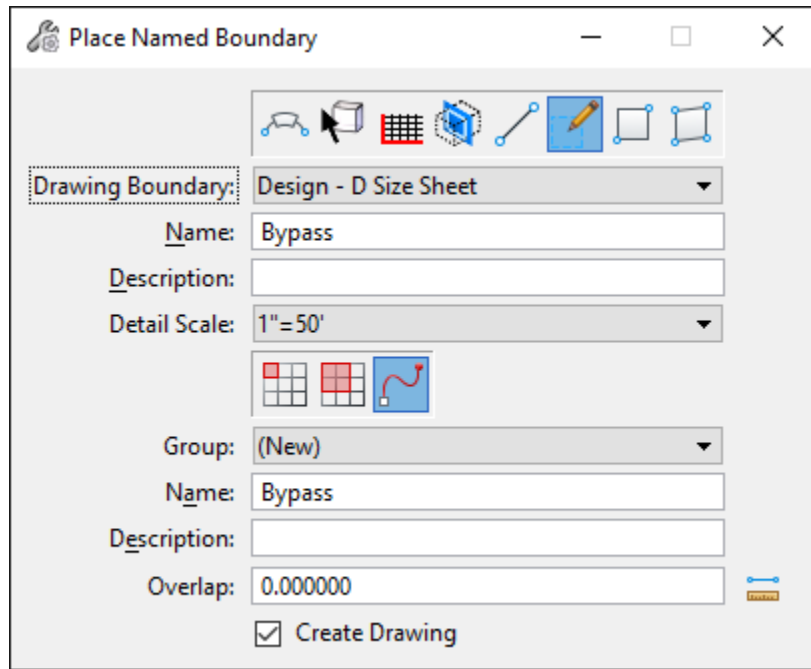 Place Named Boundary
Drawing Boundary: Design - D Size Sheet
Name: Bypass
Description:
Detail Scale: 1"=50'
Group: (New)
Name: Bypass
Description:
Overlap: 0.000000
Create Drawing